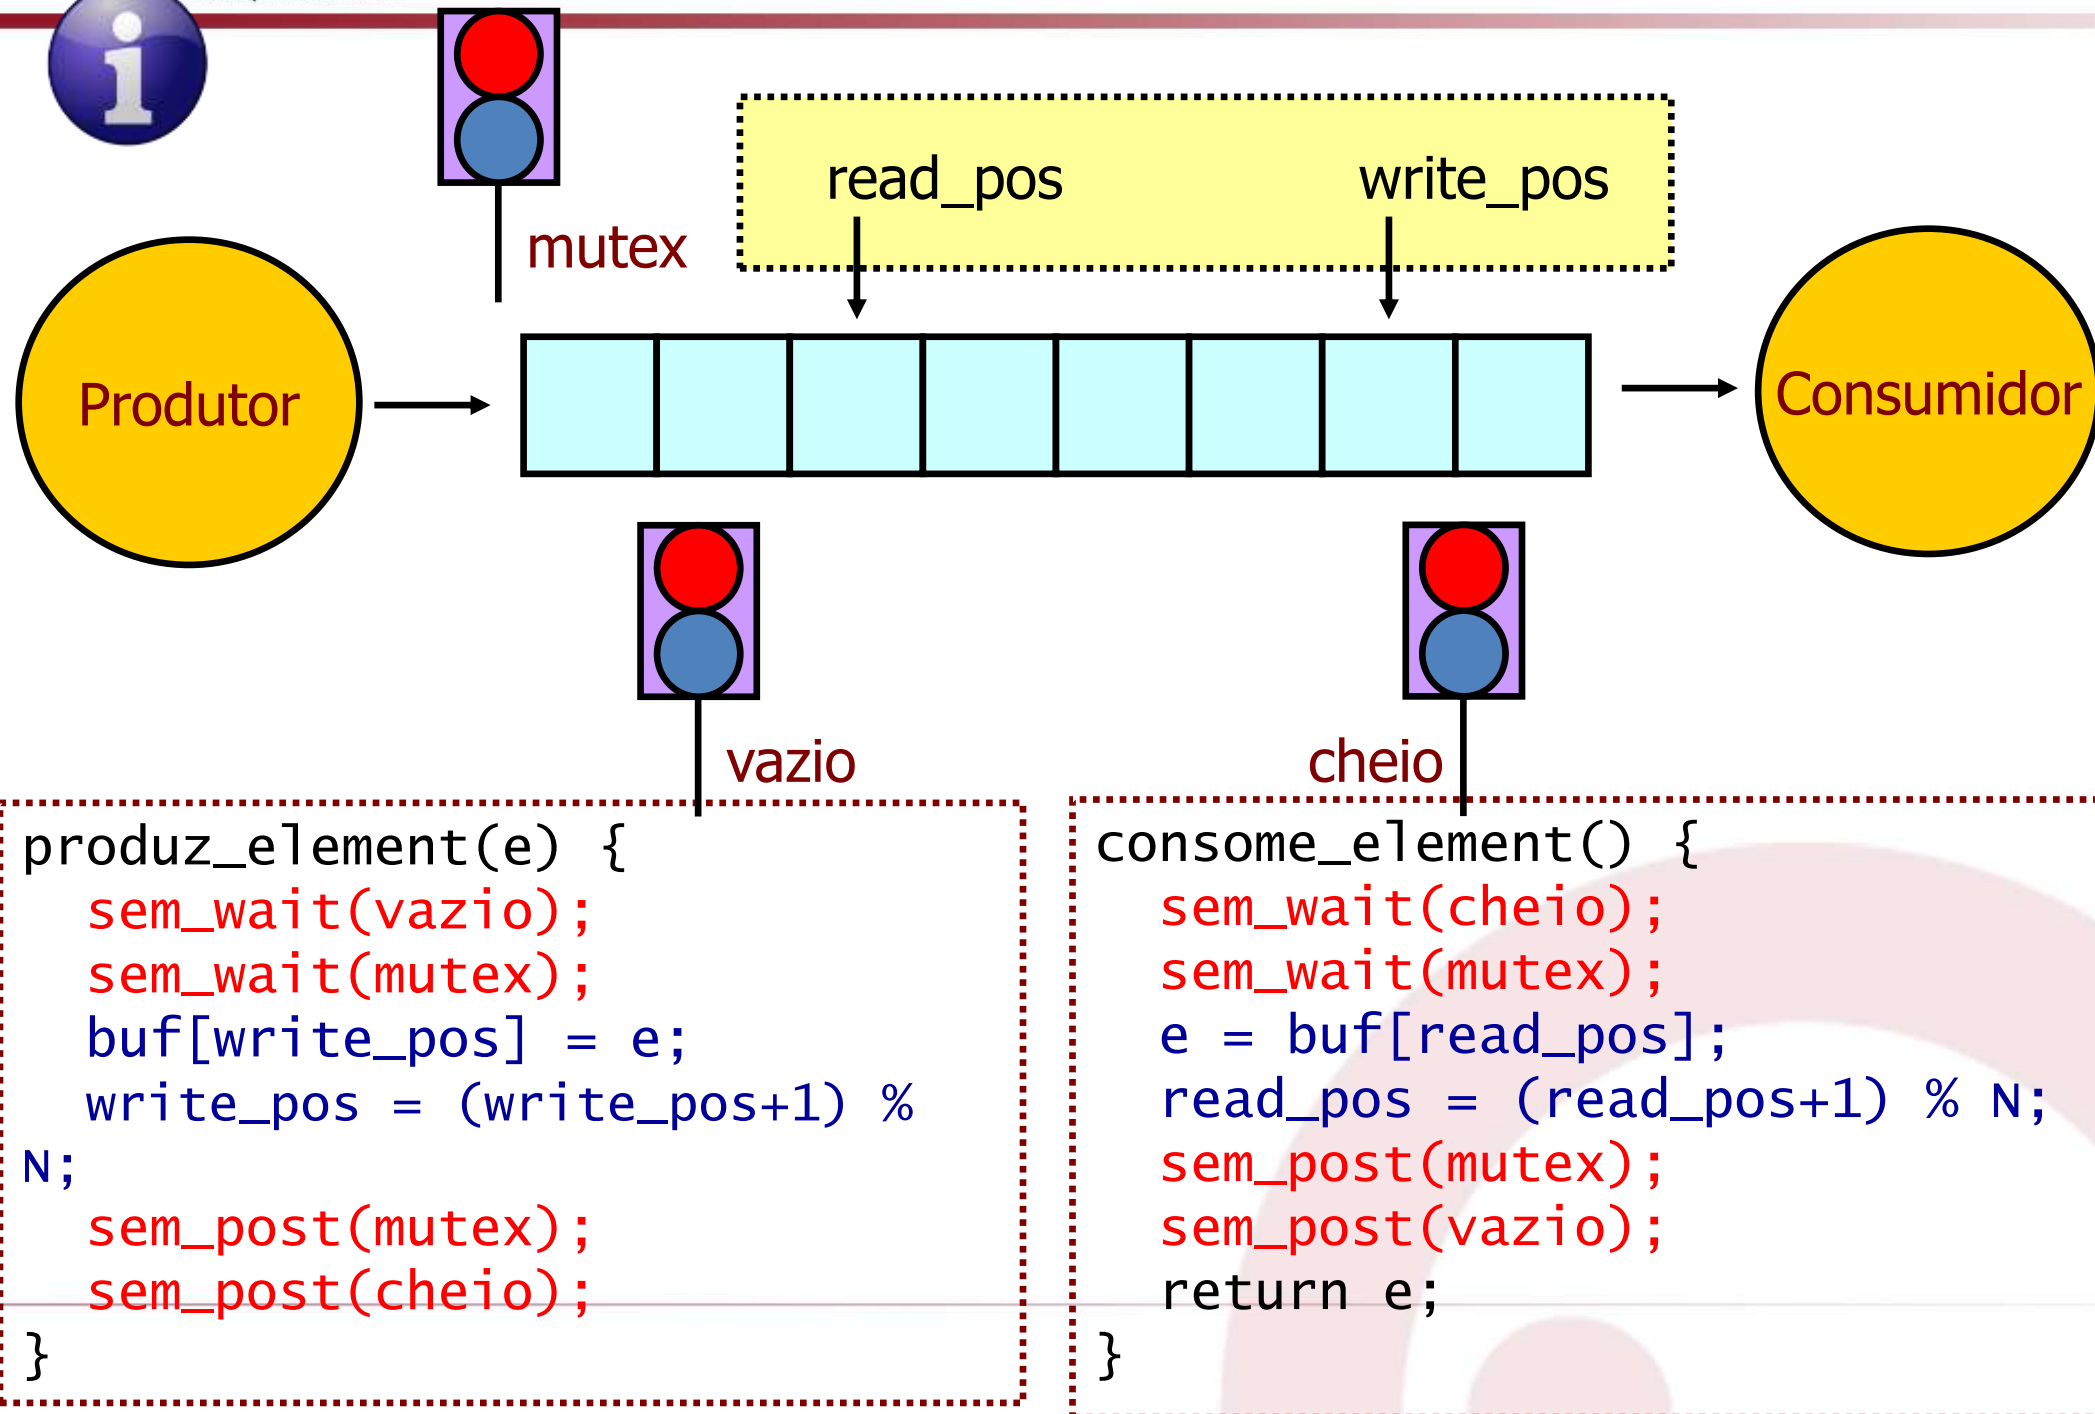 read_pos write_pos
mutex
Produtor
Consumidor
vazio
cheio
produz_element(e) {
sem_wait(vazio);
sem_wait(mutex);
buf[write_pos] = e;
write_pos = (write_pos+1) %
N;
sem_post(mutex);
sem_post(cheio);
}
consome_element() {
sem_wait(cheio);
sem_wait(mutex);
e = buf[read_pos];
read_pos = (read_pos+1) % N;
sem_post(mutex);
sem_post(vazio);
return e;
}